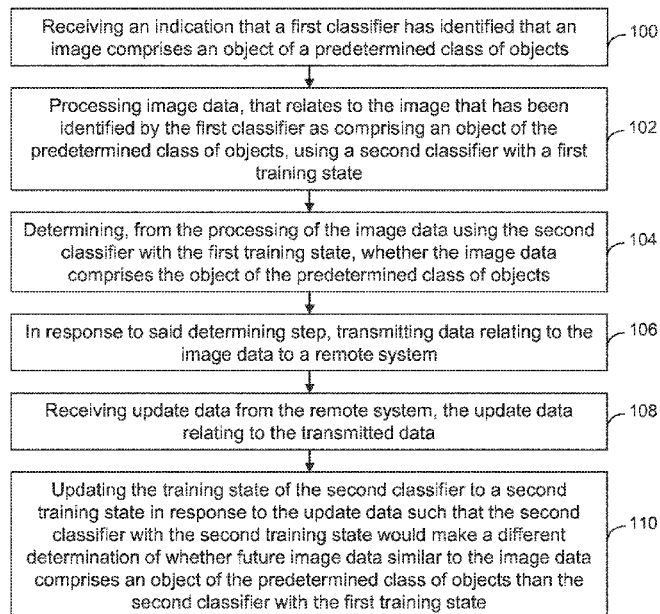 Receiving an indication that a first classifier has identified that an
image comprises an object of a predetermined class of objects
100
Processing image data, that relates to the image that has been
identified by the first classifier as comprising an object of the
predetermined class of objects, using a second classifier with a first
training state
102
Determining, from the processing of the image data using the second
classifier with the first training state, whether the image data
comprises the object of the predetermined class of objects
104
In response to said determining step, transmitting data relating to the
image data to a remote system
106
Receiving update data from the remote system, the update data
relating to the transmitted data
108
Updating the training state of the second classifier to a second
training state in response to the update data such that the second
classifier with the second training state would make a different
determination of whether future image data similar to the image data
comprises an object of the predetermined class of objects than the
second classifier with the first training state
110